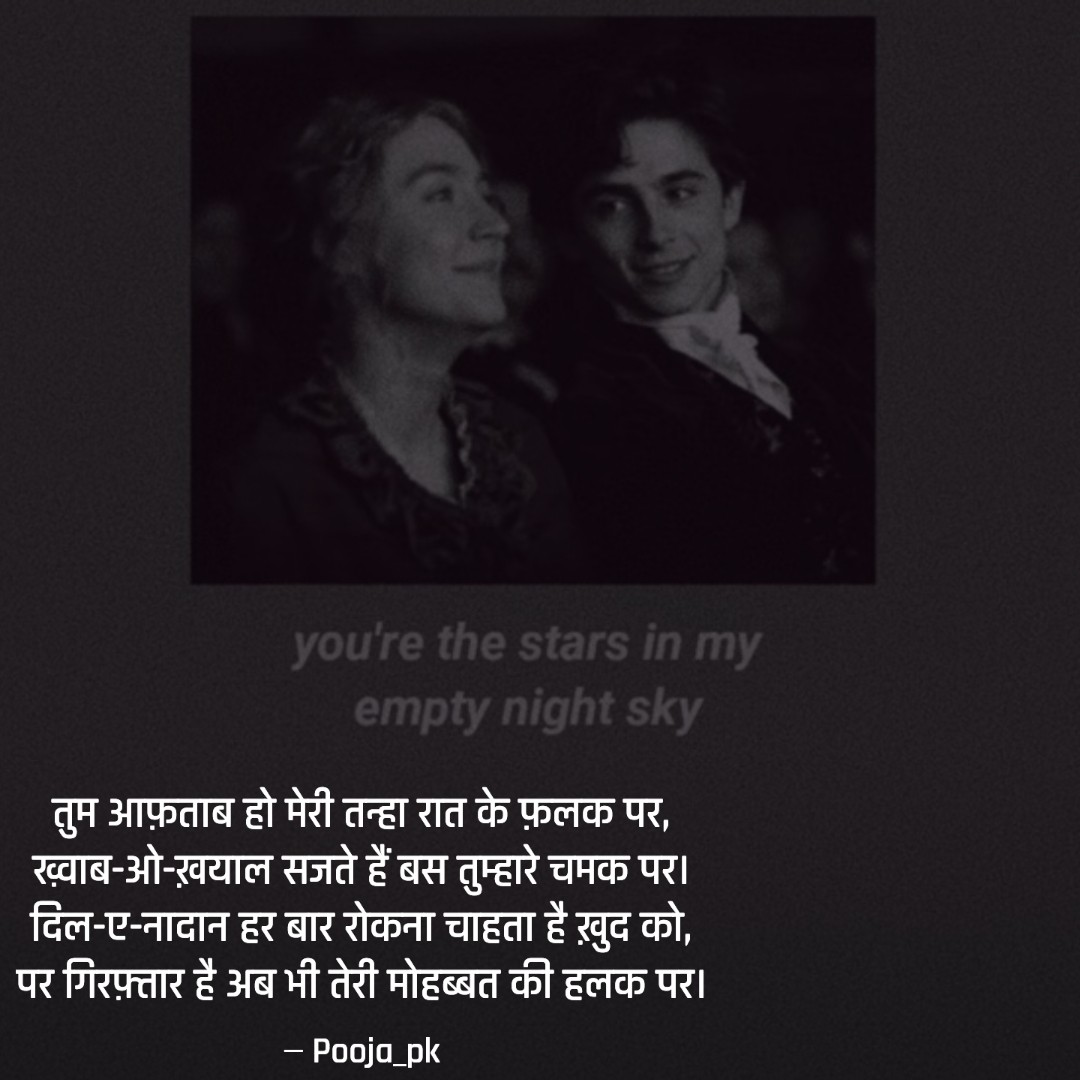 you're the stars in my
empty night sky
तुम आफ़ताब हो मेरी तन्हा रात के फ़लक पर,
ख़्वाब-ओ-ख़याल सजते हैं बस तुम्हारे चमक पर।
दिल-ए-नादान हर बार रोकना चाहता है ख़ुद को,
पर गिरफ़्तार है अब भी तेरी मोहब्बत की हलक पर।
– Pooja_pk